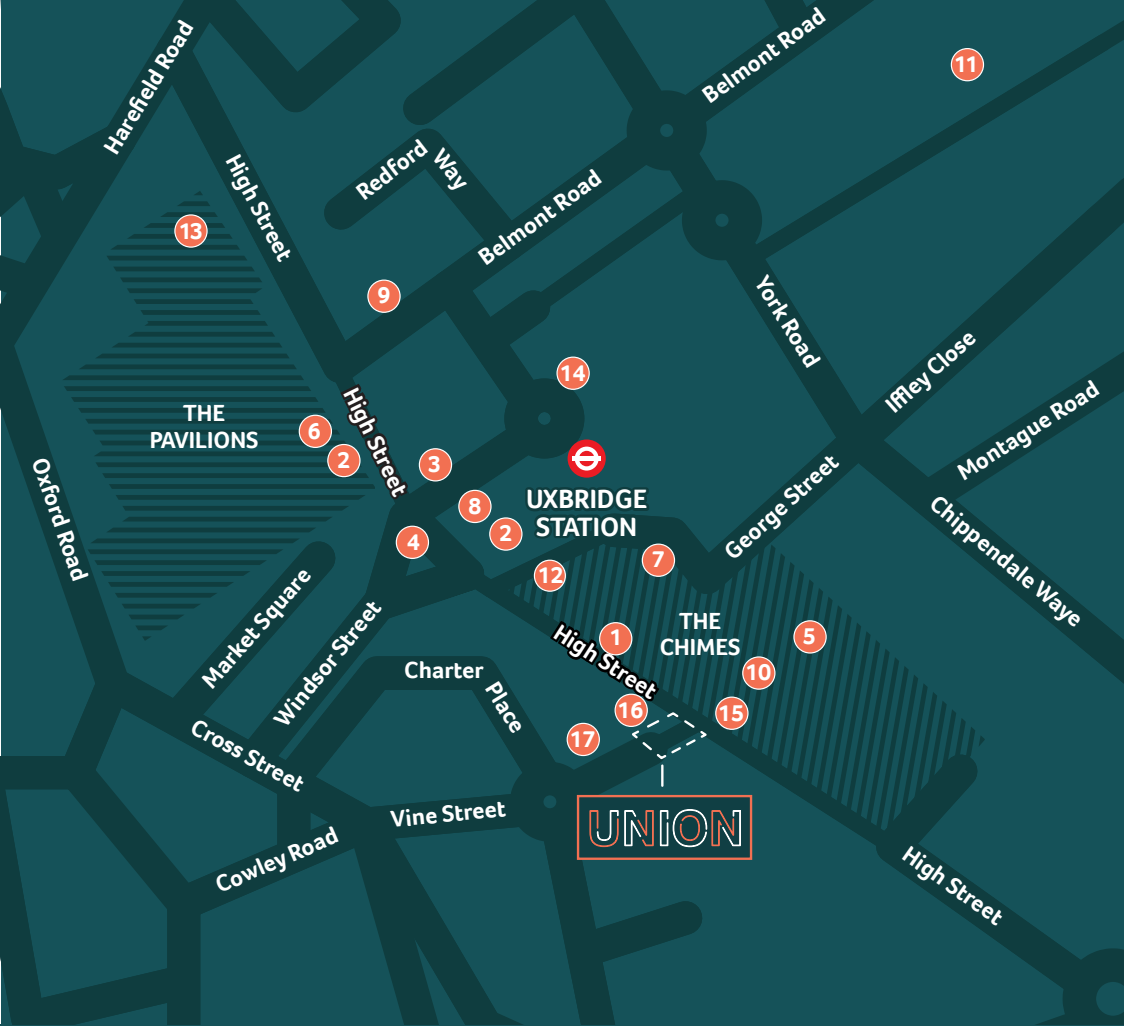 Belmont Road
11
Harefield Road
Redford
Way
High Street
Belmont Road
13
9
York Road
Iffley Close
14
Montague Road
THE
PAVILIONS
6
2
High Street
3
Oxford Road
UXBRIDGE
STATION
8
2
4
George Street
Chippendale Waye
7
12
Market Square
Windsor Street
THE
CHIMES
1
5
High Street
Charter
Place
10
16
15
17
Cross Street
Vine Street
UNION
Cowley Road
High Street